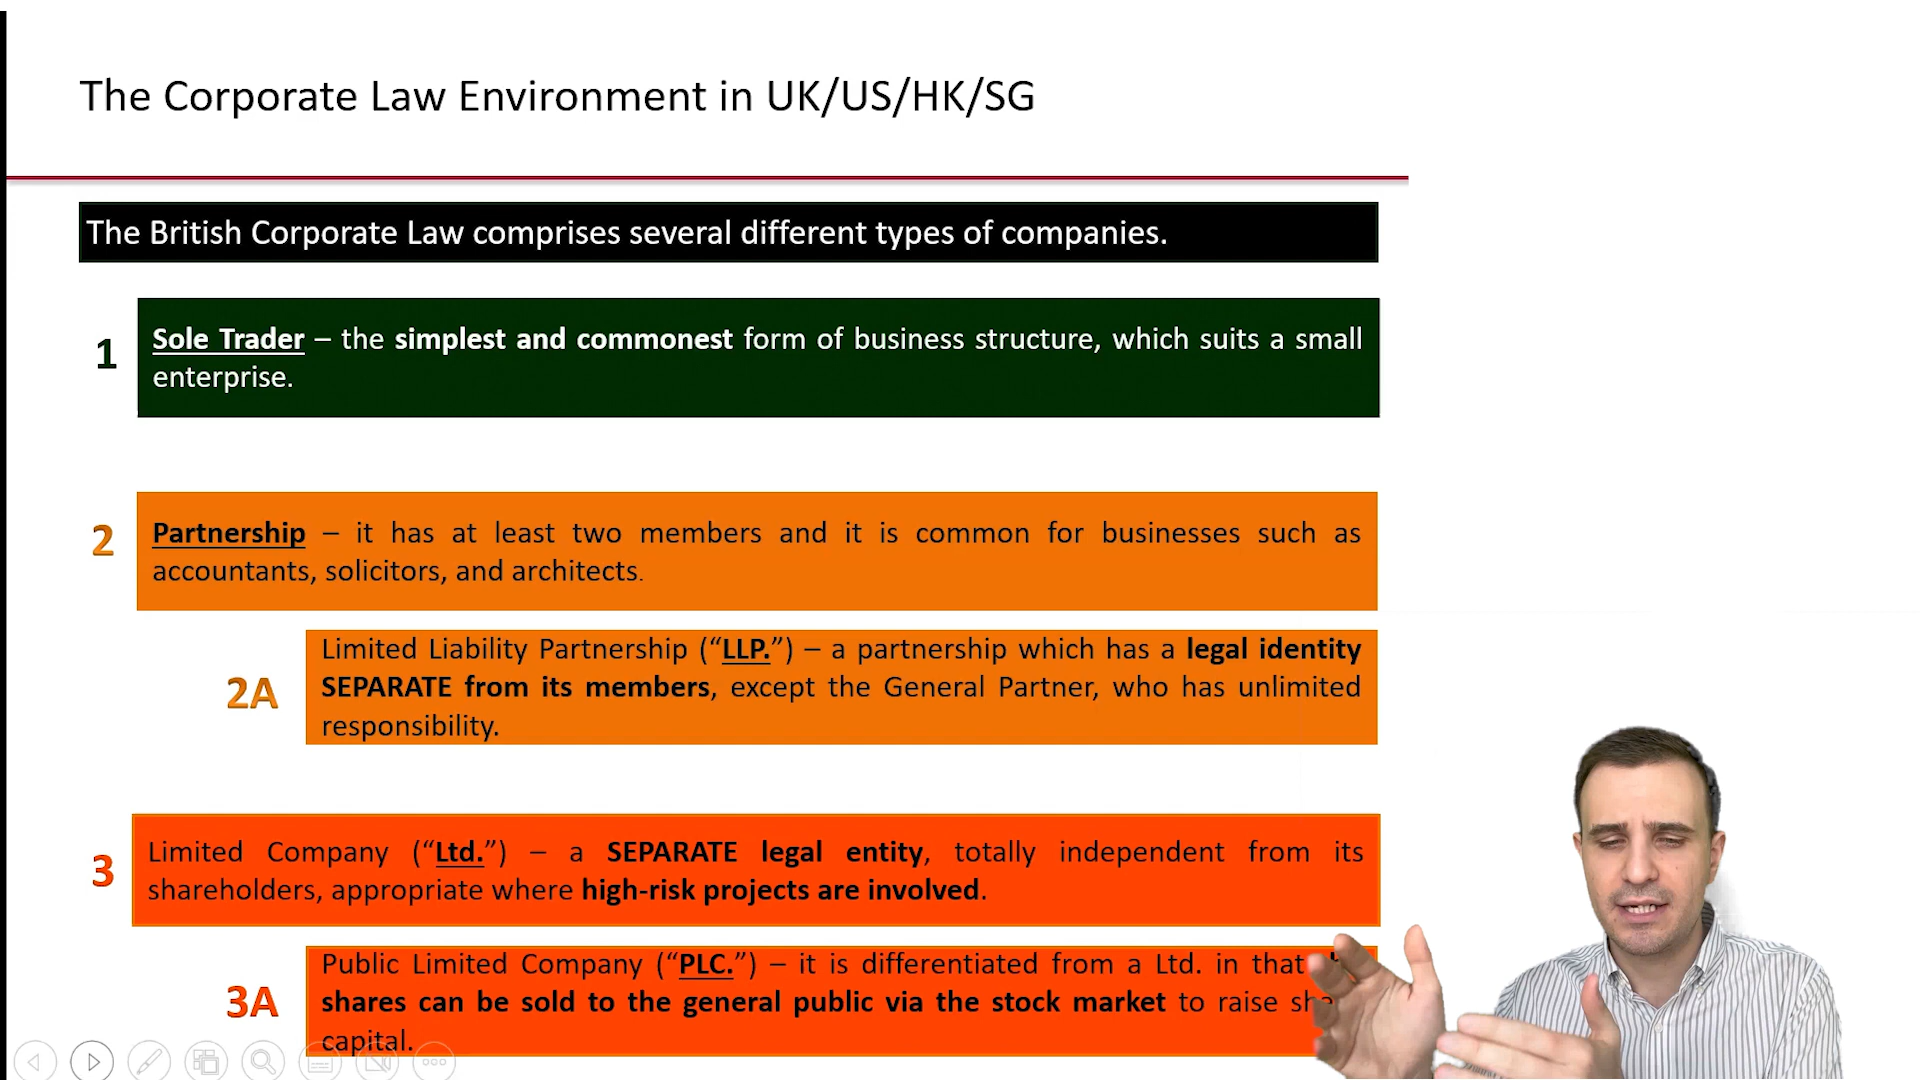 The Corporate Law Environment in UK/US/HK/SG
The British Corporate Law comprises several different types of companies.
1
Sole Trader – the simplest and commonest form of business structure, which suits a small
enterprise.
2
Partnership – it has at least two members and it is common for businesses such as
accountants, solicitors, and architects.
2A
Limited Liability Partnership (“LLP.”) – a partnership which has a legal identity
SEPARATE from its members, except the General Partner, who has unlimited
responsibility.
3
Limited Company (“Ltd.”) – a SEPARATE legal entity, totally independent from its
shareholders, appropriate where high-risk projects are involved.
3A
Public Limited Company (“PLC.”) – it is differentiated from a Ltd. in that
shares can be sold to the general public via the stock market to raise
capital.